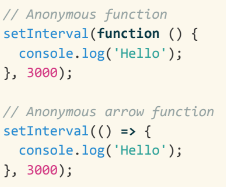 // Anonymous function
setInterval(function () {
  console.log('Hello');
}, 3000);

// Anonymous arrow function
setInterval(() => {
  console.log('Hello');
}, 3000);